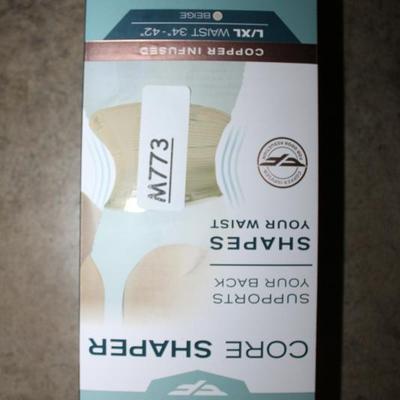 CORE SHAPER
SUPPORTS
YOUR BACK
SHAPES
YOUR WAIST
M773
COPPER INFUSED
L/XL WAIST 34"-42"
BEIGE